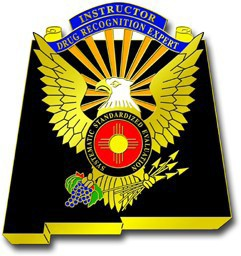 INSTRUCTOR
DRUG RECOGNITION EXPERT
SYSTEMATIC STANDARDIZED EVALUATION